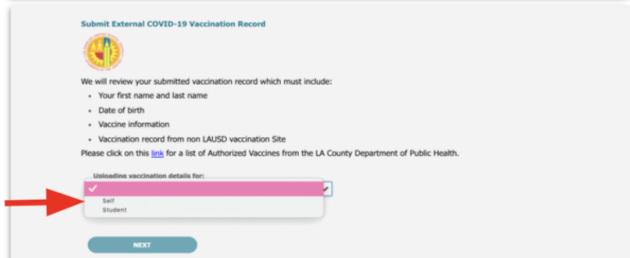 Submit External COVID-19 Vaccination Record
We will review your submitted vaccination record which must include:
• Your first name and last name
• Date of birth
• Vaccine information
• Vaccination record from non LAUSD vaccination Site
Please click on this link for a list of Authorized Vaccines from the LA County Department of Public Health.
Uploading vaccination details for:
Self
Student
NEXT